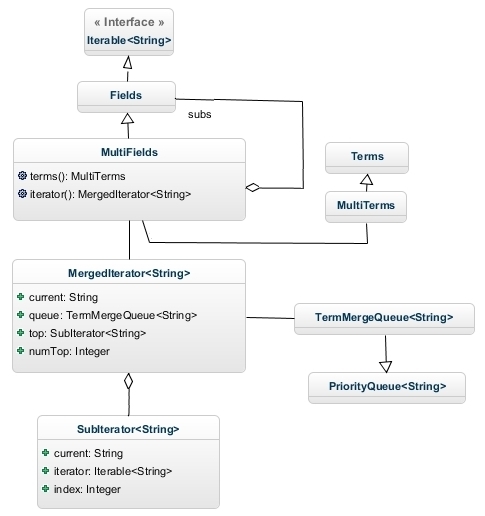 « Interface »
Iterable<String>
Fields
subs
MultiFields
terms(): MultiTerms
iterator(): MergedIterator<String>
Terms
MultiTerms
MergedIterator<String>
current: String
queue: TermMergeQueue<String>
top: SubIterator<String>
numTop: Integer
TermMergeQueue<String>
PriorityQueue<String>
SubIterator<String>
current: String
iterator: Iterable<String>
index: Integer